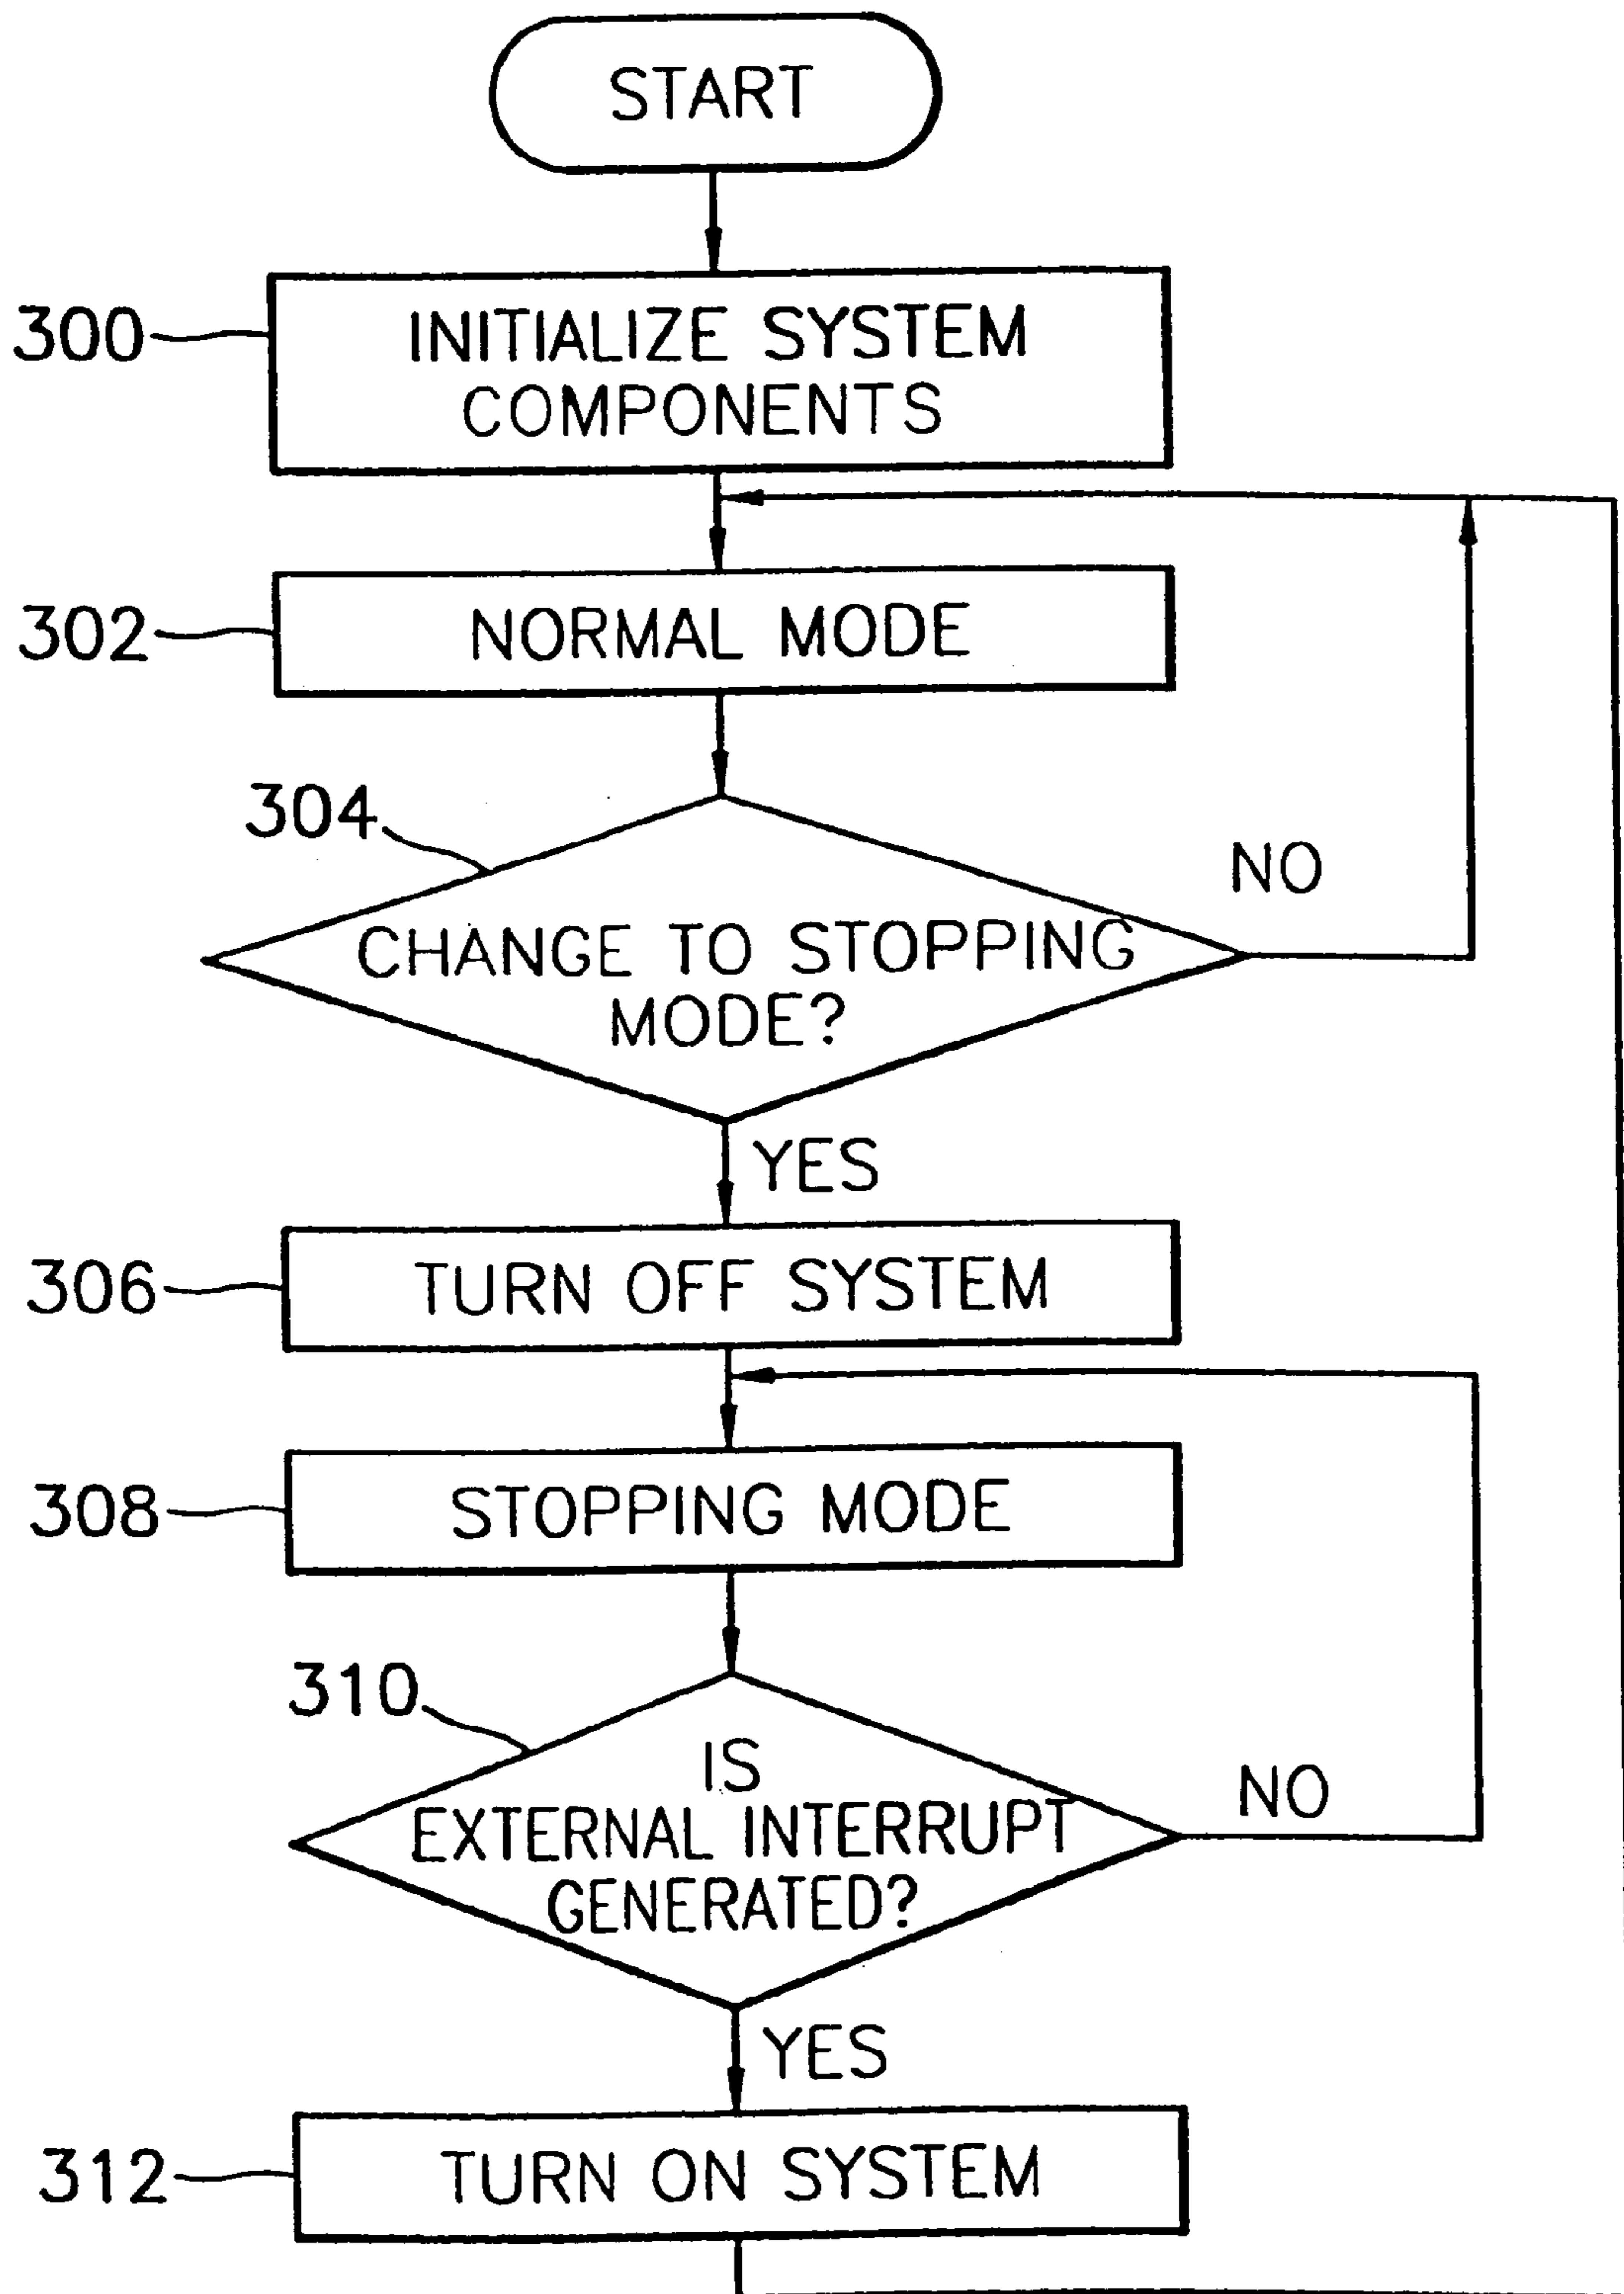 START
300
INITIALIZE SYSTEM
COMPONENTS
302
NORMAL MODE
304
NO
CHANGE TO STOPPING
MODE?
YES
306
TURN OFF SYSTEM
308
STOPPING MODE
310
IS
EXTERNAL INTERRUPT
GENERATED?
NO
YES
312
TURN ON SYSTEM